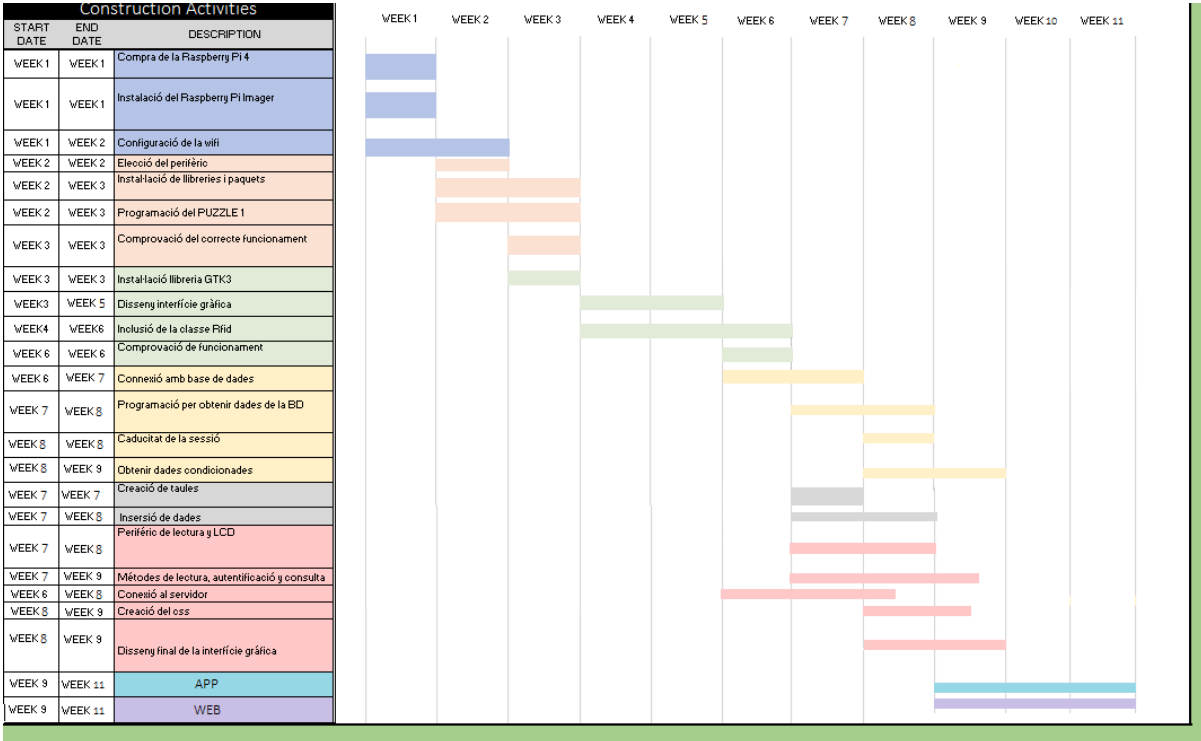 Construction Activities
WEEK 1 WEEK 2 WEEK 3 WEEK 4 WEEK 5 WEEK 6 WEEK 7 WEEK 8 WEEK 9 WEEK 10 WEEK 11
START DATE END DATE DESCRIPTION
WEEK 1 WEEK 1 Compra de la Raspberry Pi 4
WEEK 1 WEEK 1 Instalació del Raspberry Pi Imager
WEEK 1 WEEK 2 Configuració de la wifi
WEEK 2 WEEK 2 Elecció del perifèric
WEEK 2 WEEK 3 Instal·lació de llibreries i paquets
WEEK 2 WEEK 3 Programació del PUZZLE 1
WEEK 3 WEEK 3 Comprovació del correcte funcionament
WEEK 3 WEEK 3 Instal·lació llibreria GTK3
WEEK3 WEEK 5 Disseny interfície gràfica
WEEK4 WEEK6 Inclusió de la classe Rfid
WEEK 6 WEEK 6 Comprovació de funcionament
WEEK 6 WEEK 7 Connexió amb base de dades
WEEK 7 WEEK 8 Programació per obtenir dades de la BD
WEEK 8 WEEK 8 Caducitat de la sessió
WEEK 8 WEEK 9 Obtenir dades condicionades
WEEK 7 WEEK 7 Creació de taules
WEEK 7 WEEK 8 Insersió de dades
WEEK 7 WEEK 8 Periféric de lectura y LCD
WEEK 7 WEEK 9 Métodes de lectura, autentificació y consulta
WEEK 6 WEEK 8 Conexió al servidor
WEEK 8 WEEK 9 Creació del css
WEEK 8 WEEK 9 Disseny final de la interfície gráfica
WEEK 9 WEEK 11 APP
WEEK 9 WEEK 11 WEB